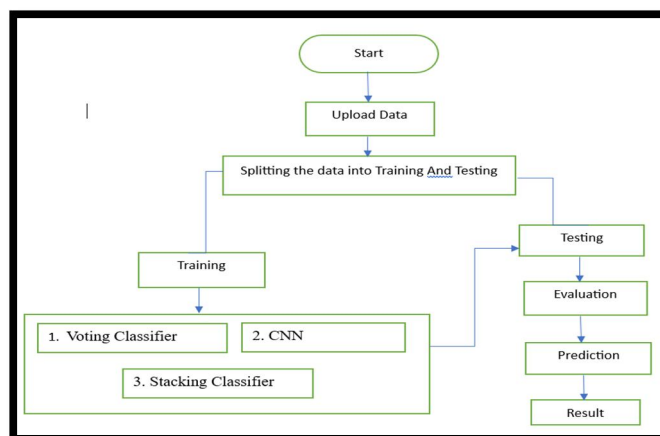 Start
Upload Data
Splitting the data into Training And Testing
Training
Testing
1. Voting Classifier
2. CNN
3. Stacking Classifier
Evaluation
Prediction
Result